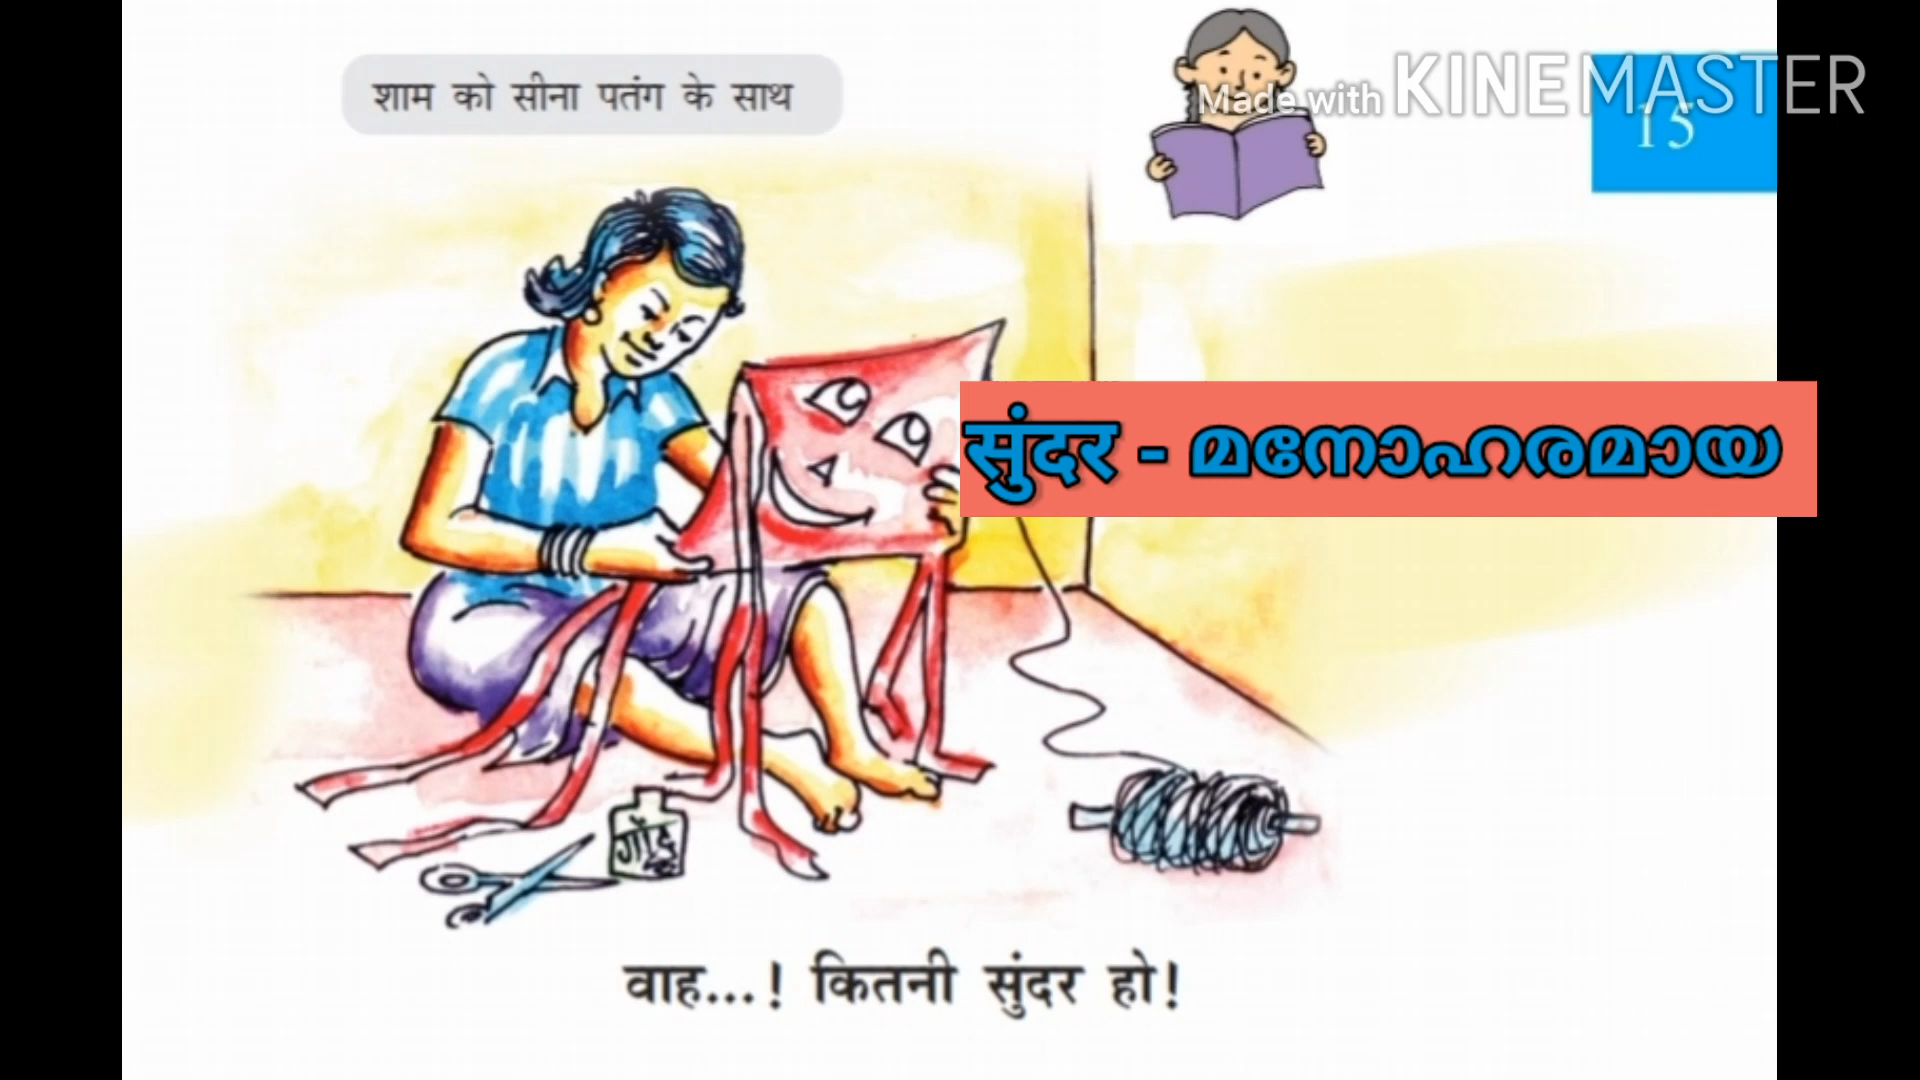 शाम को सीना पतंग के साथ
Made with KINEMASTER
15
सुंदर - മനോഹരമായ
गोंद
वाह...! कितनी सुंदर हो!